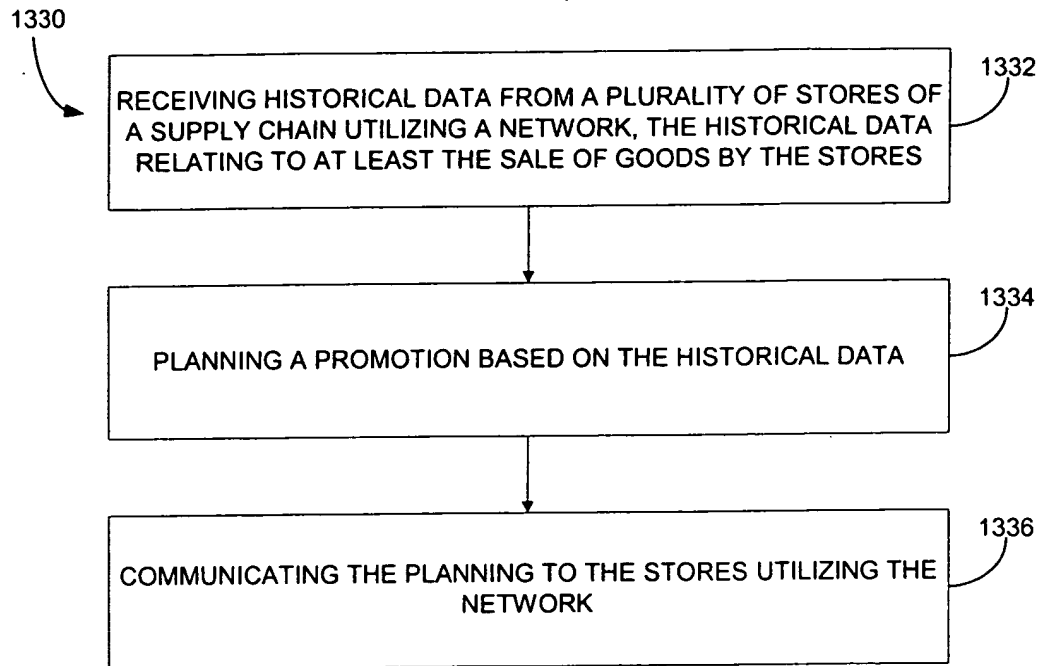 1330
1332
RECEIVING HISTORICAL DATA FROM A PLURALITY OF STORES OF
A SUPPLY CHAIN UTILIZING A NETWORK, THE HISTORICAL DATA
RELATING TO AT LEAST THE SALE OF GOODS BY THE STORES
1334
PLANNING A PROMOTION BASED ON THE HISTORICAL DATA
1336
COMMUNICATING THE PLANNING TO THE STORES UTILIZING THE
NETWORK